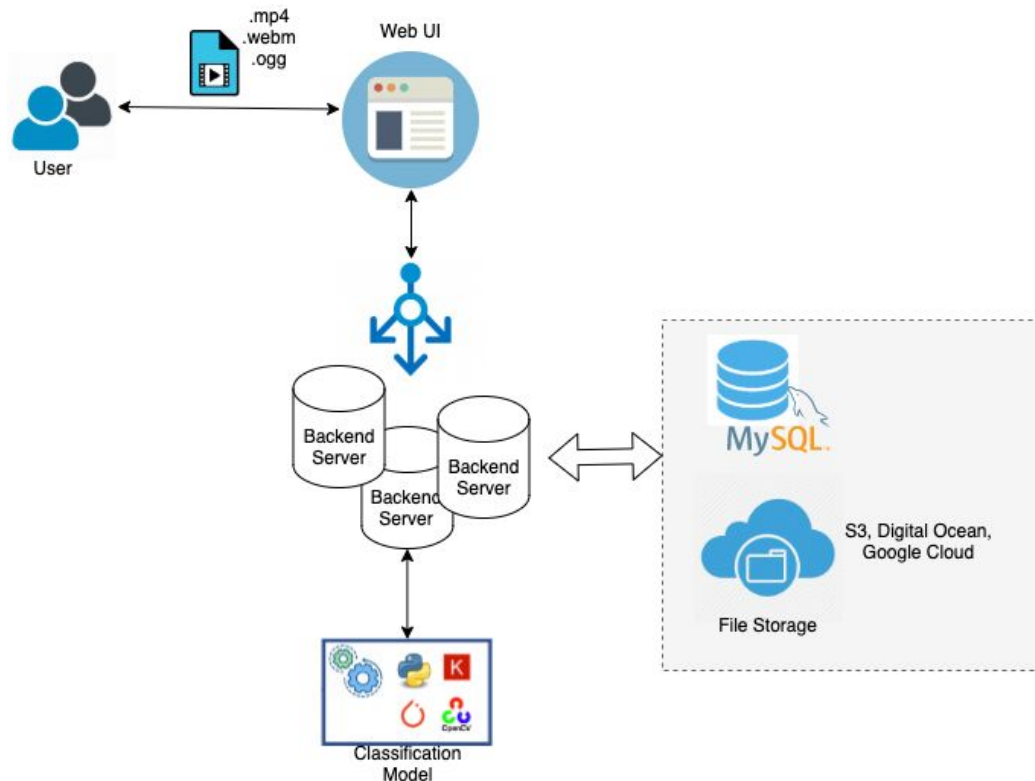 .mp4
.webm
.ogg
Web UI
User
Backend
Server
Backend
Server
Backend
Server
MySQL
S3, Digital Ocean,
Google Cloud
File Storage
K
OpenCV
Classification
Model